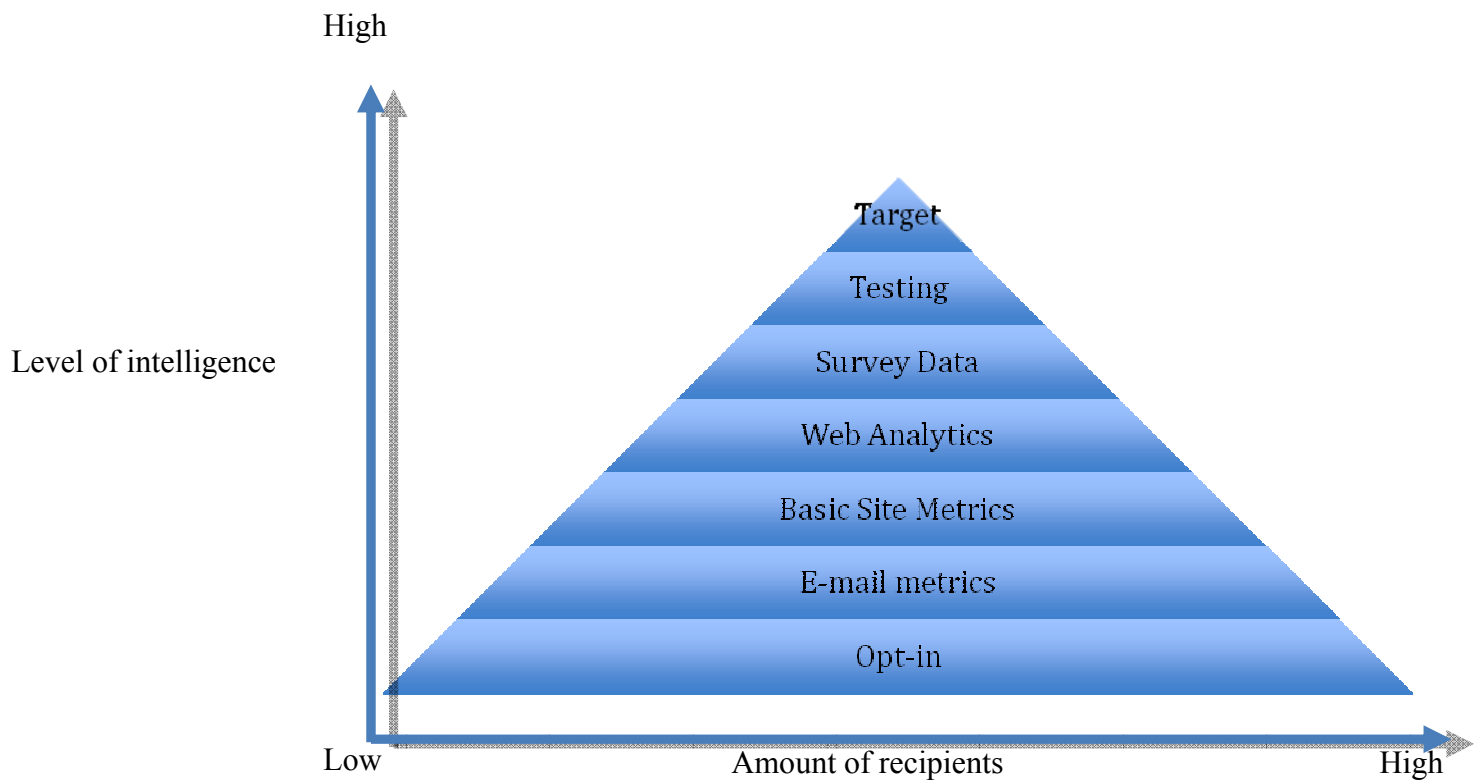 High
Target
Testing
Level of intelligence
Survey Data
Web Analytics
Basic Site Metrics
E-mail metrics
Opt-in
Low
Amount of recipients
High